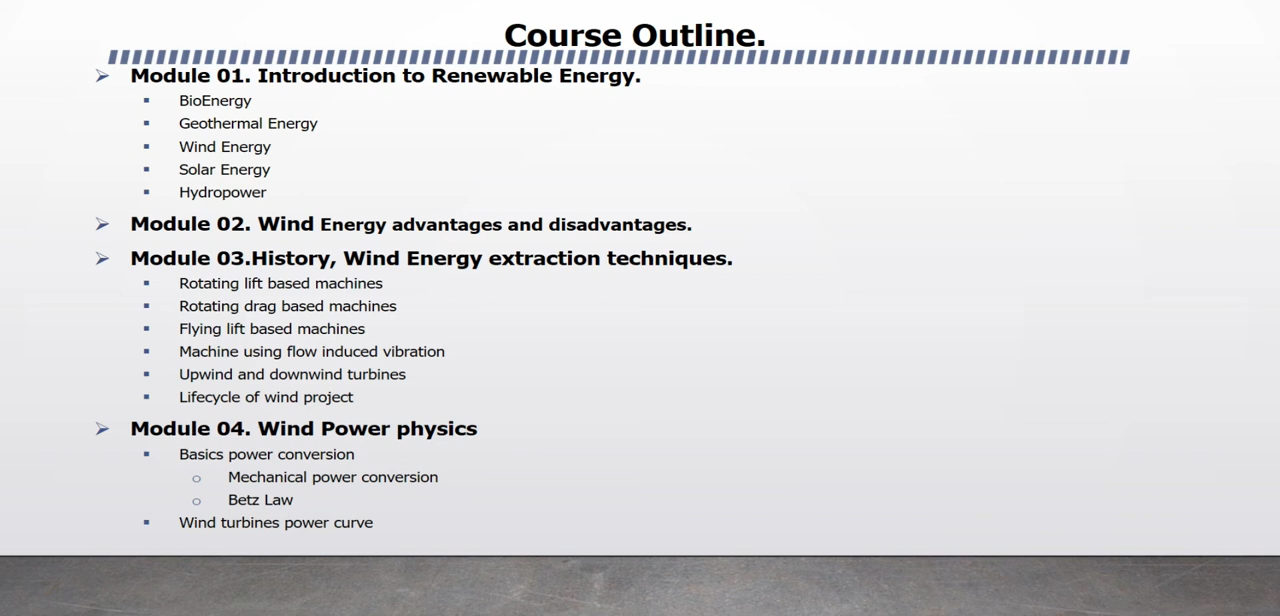 Course Outline.
Module 01. Introduction to Renewable Energy.
BioEnergy
Geothermal Energy
Wind Energy
Solar Energy
Hydropower
Module 02. Wind Energy advantages and disadvantages.
Module 03.History, Wind Energy extraction techniques.
Rotating lift based machines
Rotating drag based machines
Flying lift based machines
Machine using flow induced vibration
Upwind and downwind turbines
Lifecycle of wind project
Module 04. Wind Power physics
Basics power conversion
Mechanical power conversion
Betz Law
Wind turbines power curve